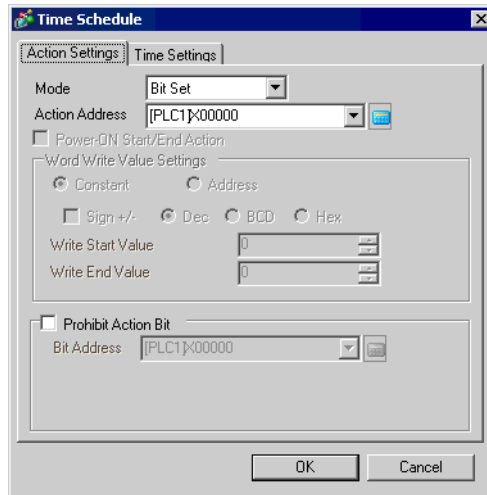 Time Schedule
Action Settings Time Settings
Mode Bit Set
Action Address [PLC1]X00000
Power-ON Start/End Action
Word Write Value Settings
Constant Address
Sign +/- Dec BCD Hex
Write Start Value 0
Write End Value 0
Prohibit Action Bit
Bit Address [PLC1]X00000
OK Cancel